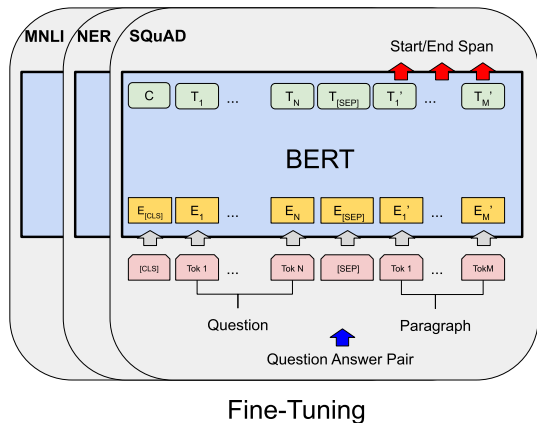 MNLI NER SQuAD
Start/End Span
C T1 ... TN T[SEP] T1’ ... TM’
BERT
E[CLS] E1 ... EN E[SEP] E1’ ... EM’
[CLS] Tok 1 ... Tok N [SEP] Tok 1 ... TokM
Question Paragraph
Question Answer Pair
Fine-Tuning